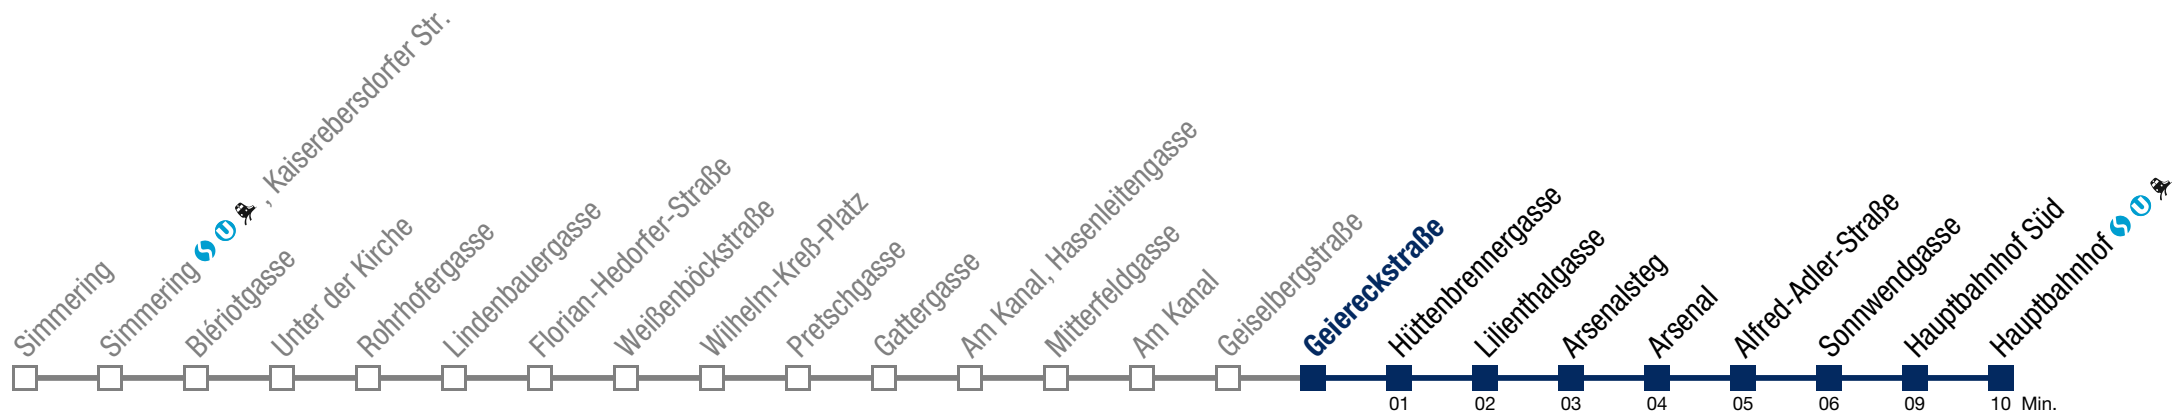 Simmering
Simmering , Kaiserebersdorfer Str.
Blériotgasse
Unter der Kirche
Rohrhofergasse
Lindenbauergasse
Florian-Hedorfer-Straße
Weißenböckstraße
Wilhelm-Kreß-Platz
Pretschgasse
Gattergasse
Am Kanal, Hasenleitengasse
Mitterfeldgasse
Am Kanal
Geiselbergstraße
Geiereckstraße
Hüttenbrennergasse
Lilienthalgasse
Arsenalsteg
Arsenal
Alfred-Adler-Straße
Sonnwendgasse
Hauptbahnhof Süd
Hauptbahnhof
01 02 03 04 05 06 09 10 Min.